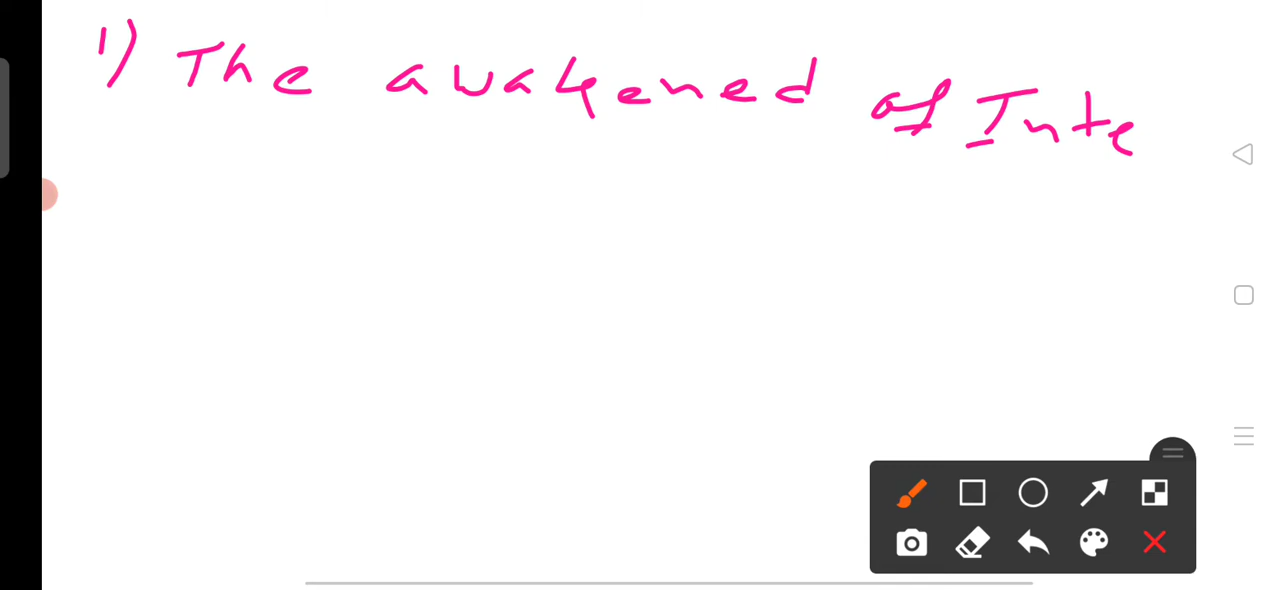 1) The awakened of Inte